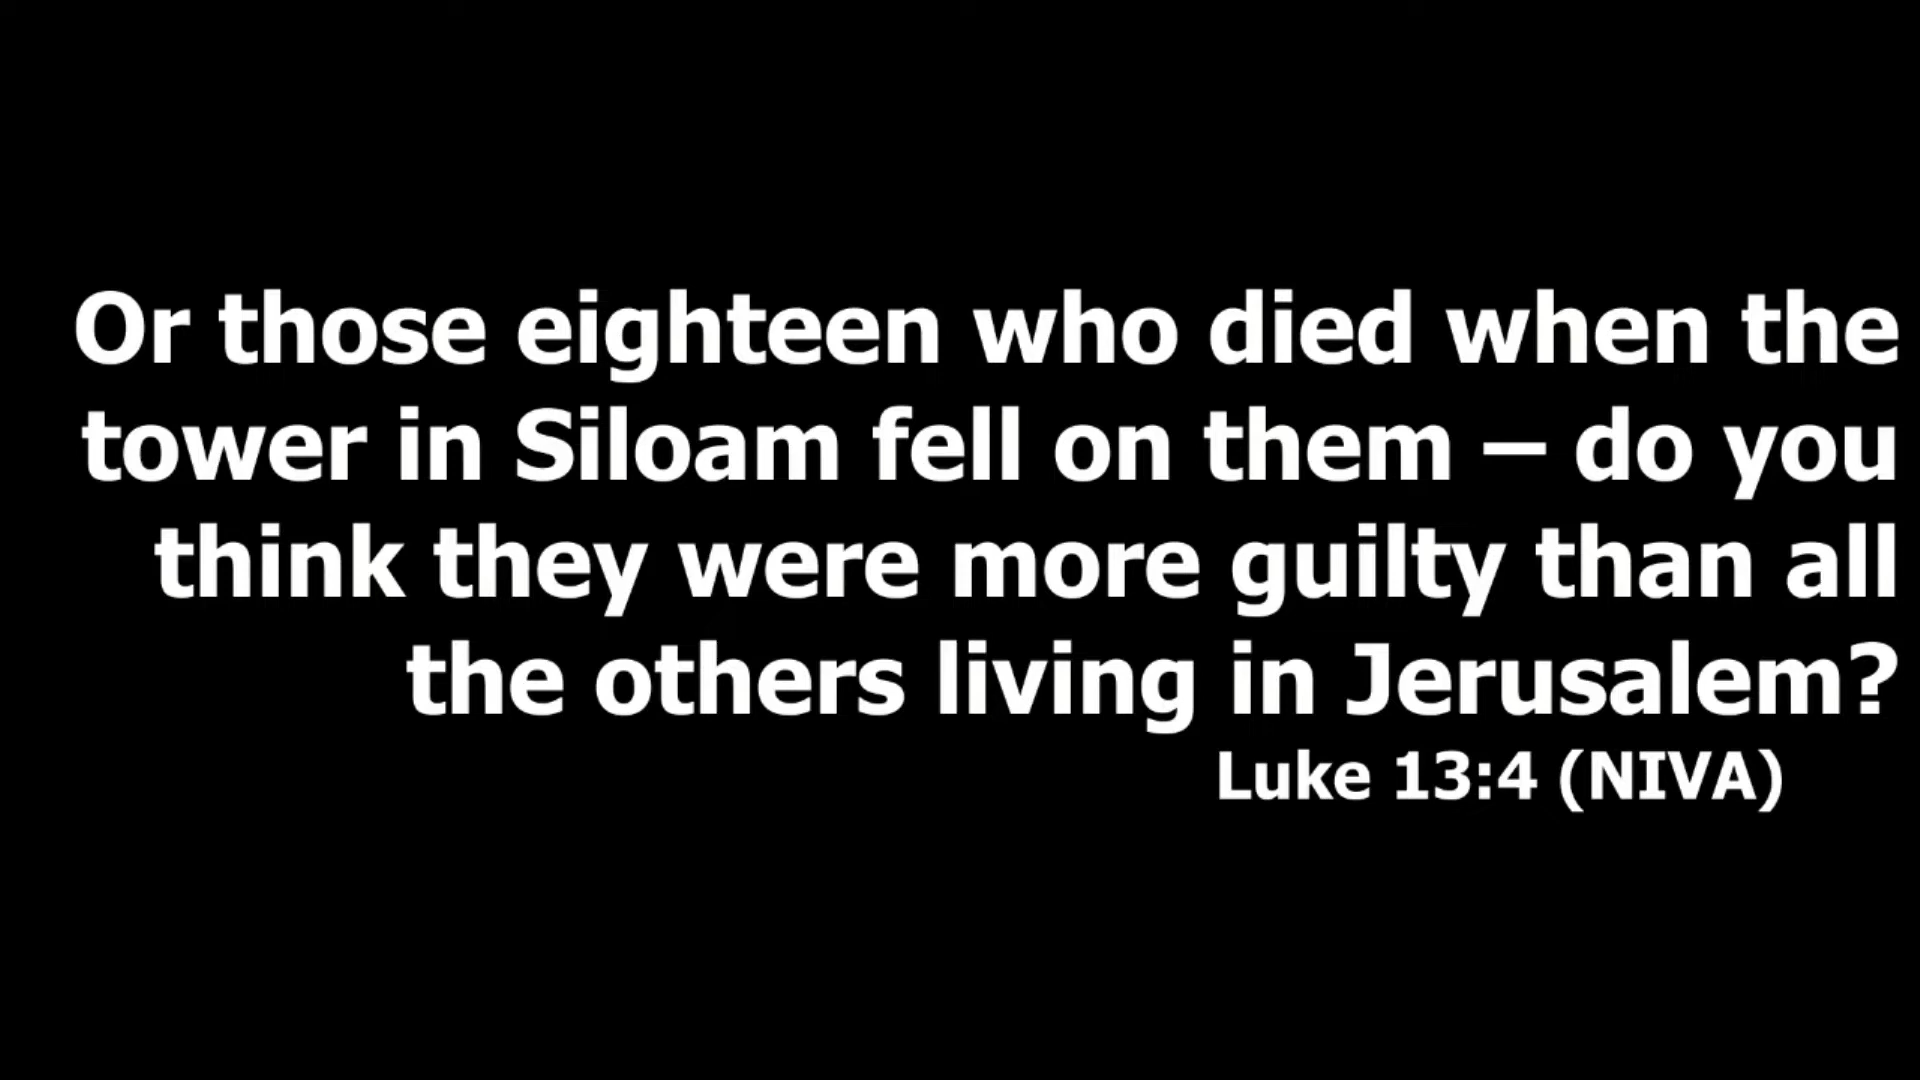 Or those eighteen who died when the
tower in Siloam fell on them – do you
think they were more guilty than all
the others living in Jerusalem?
Luke 13:4 (NIVA)